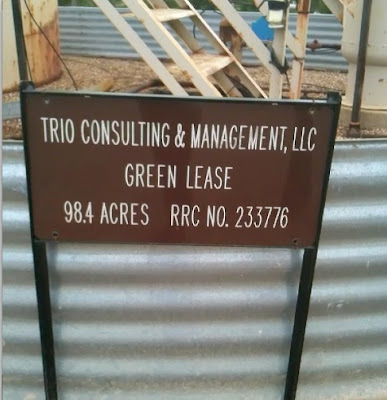 TRIO CONSULTING & MANAGEMENT, LLC
GREEN LEASE
98.4 ACRES RRC NO. 233776